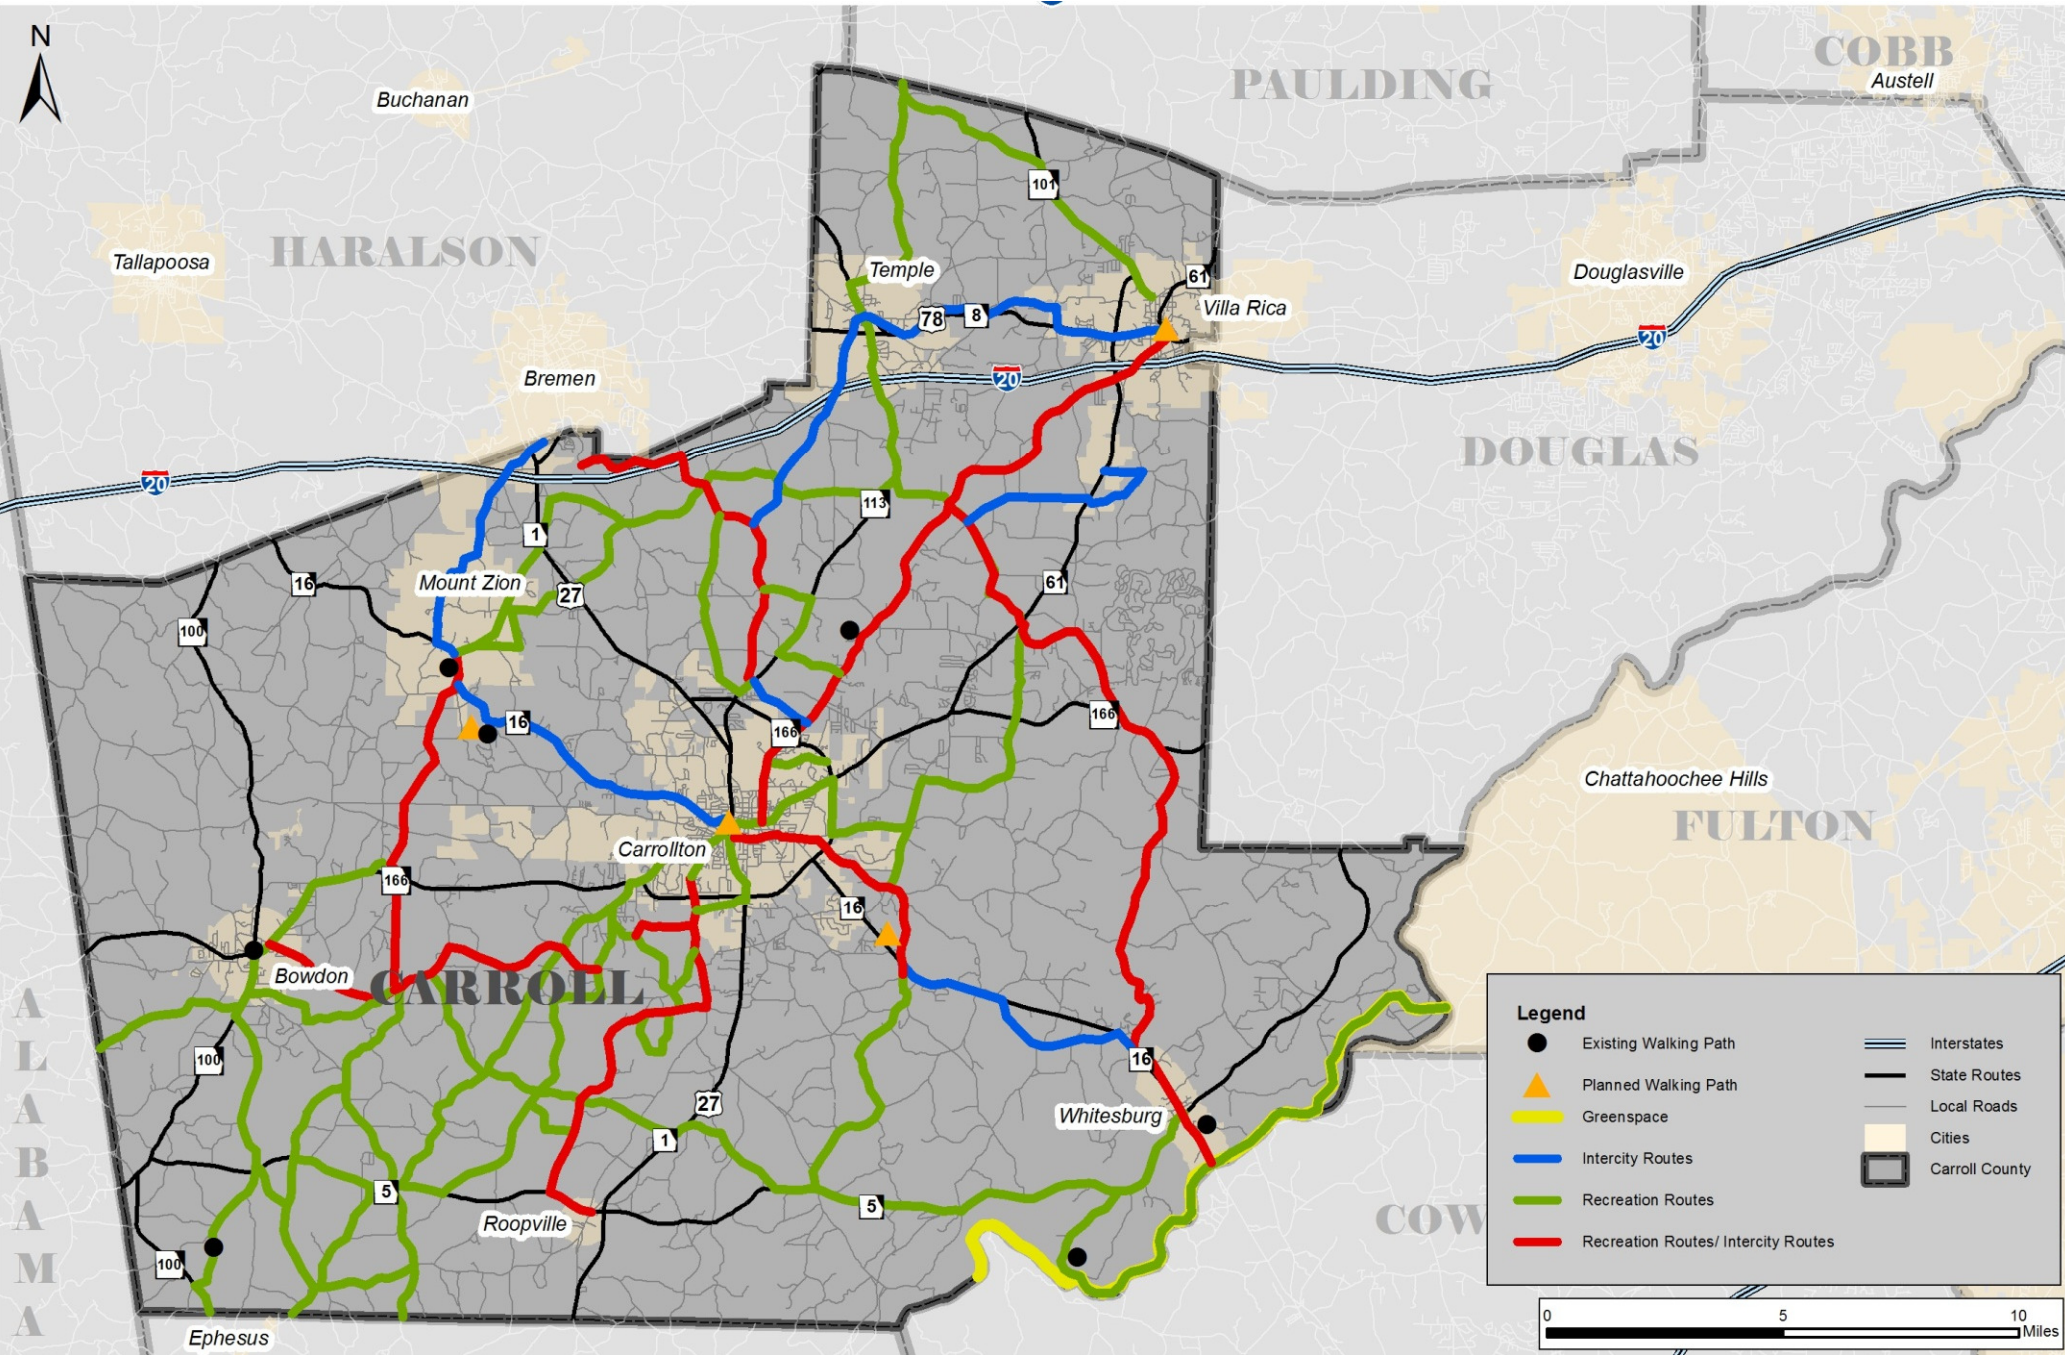 N
COBB
Austell
PAULDING
Buchanan
101
HARALSON
Tallapoosa
Temple
61
Douglasville
Villa Rica
78
8
20
20
Bremen
DOUGLAS
20
113
1
Mount Zion
16
27
61
100
166
16
166
Chattahoochee Hills
FULTON
Carrollton
166
16
Bowdon
CARROLL
ALABAMA
100
16
27
Whitesburg
1
5
5
Roopville
COW
100
Ephesus
Legend
Existing Walking Path
Planned Walking Path
Greenspace
Intercity Routes
Recreation Routes
Recreation Routes/ Intercity Routes
Interstates
State Routes
Local Roads
Cities
Carroll County
0 5 10
Miles